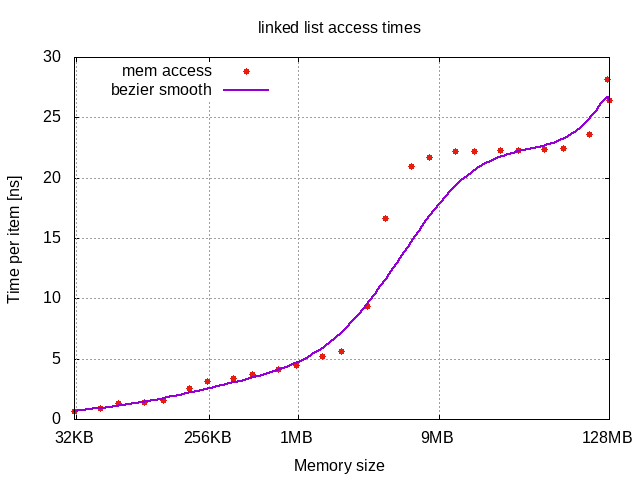 linked list access times
mem access
bezier smooth
30
25
20
15
10
5
0
Time per item [ns]
32KB 256KB 1MB 9MB 128MB
Memory size